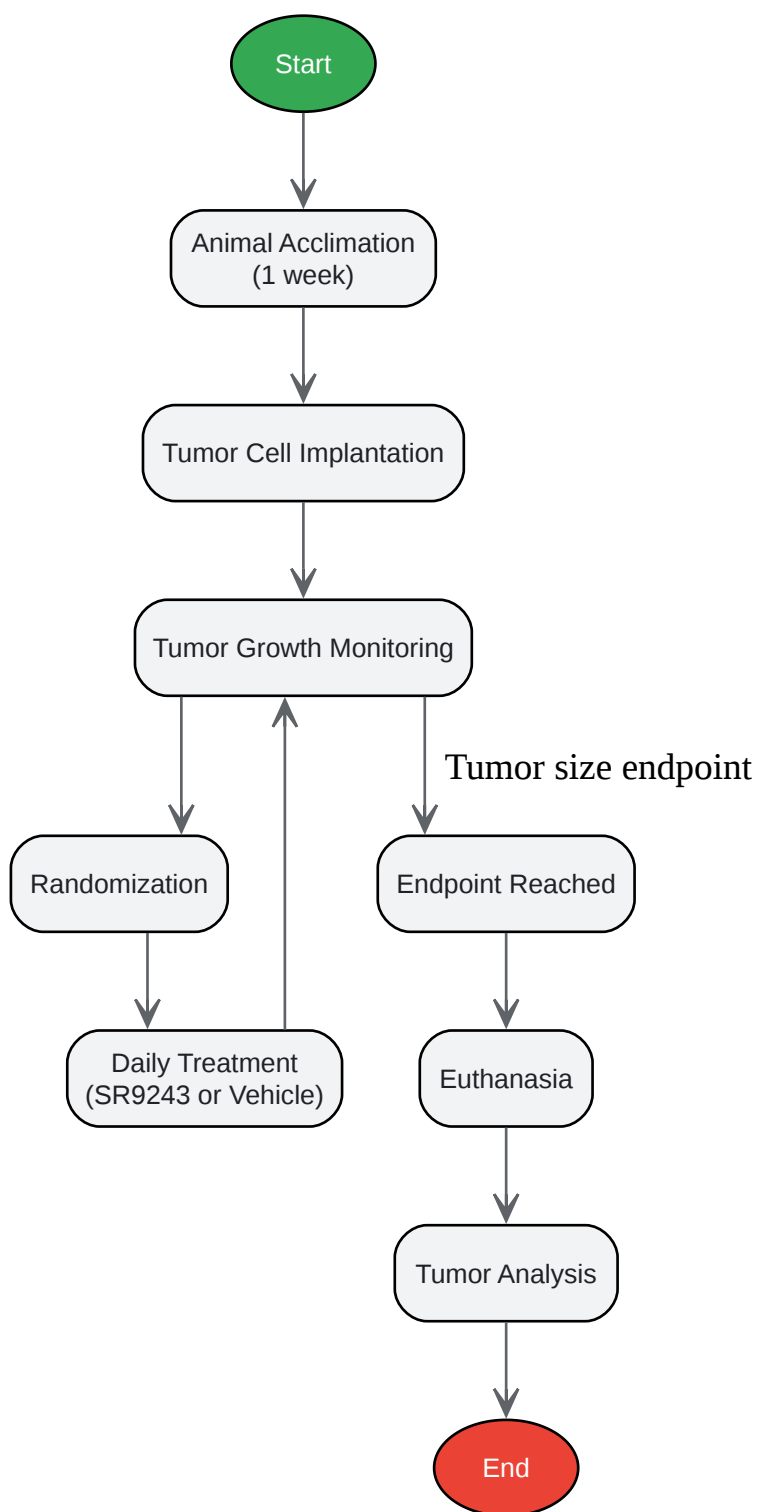 Start
Animal Acclimation
(1 week)
Tumor Cell Implantation
Tumor Growth Monitoring
Tumor size endpoint
Randomization
Endpoint Reached
Daily Treatment
(SR9243 or Vehicle)
Euthanasia
Tumor Analysis
End